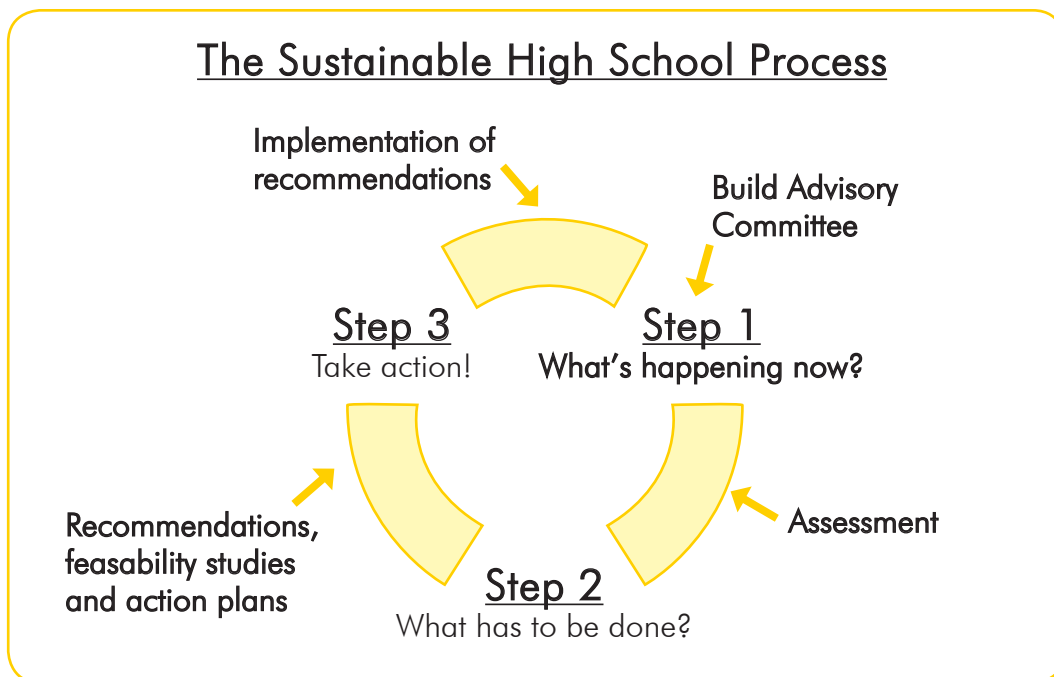 The Sustainable High School Process
Implementation of
recommendations
Build Advisory
Committee
Step 3
Take action!
Step 1
What's happening now?
Recommendations,
feasability studies
and action plans
Assessment
Step 2
What has to be done?